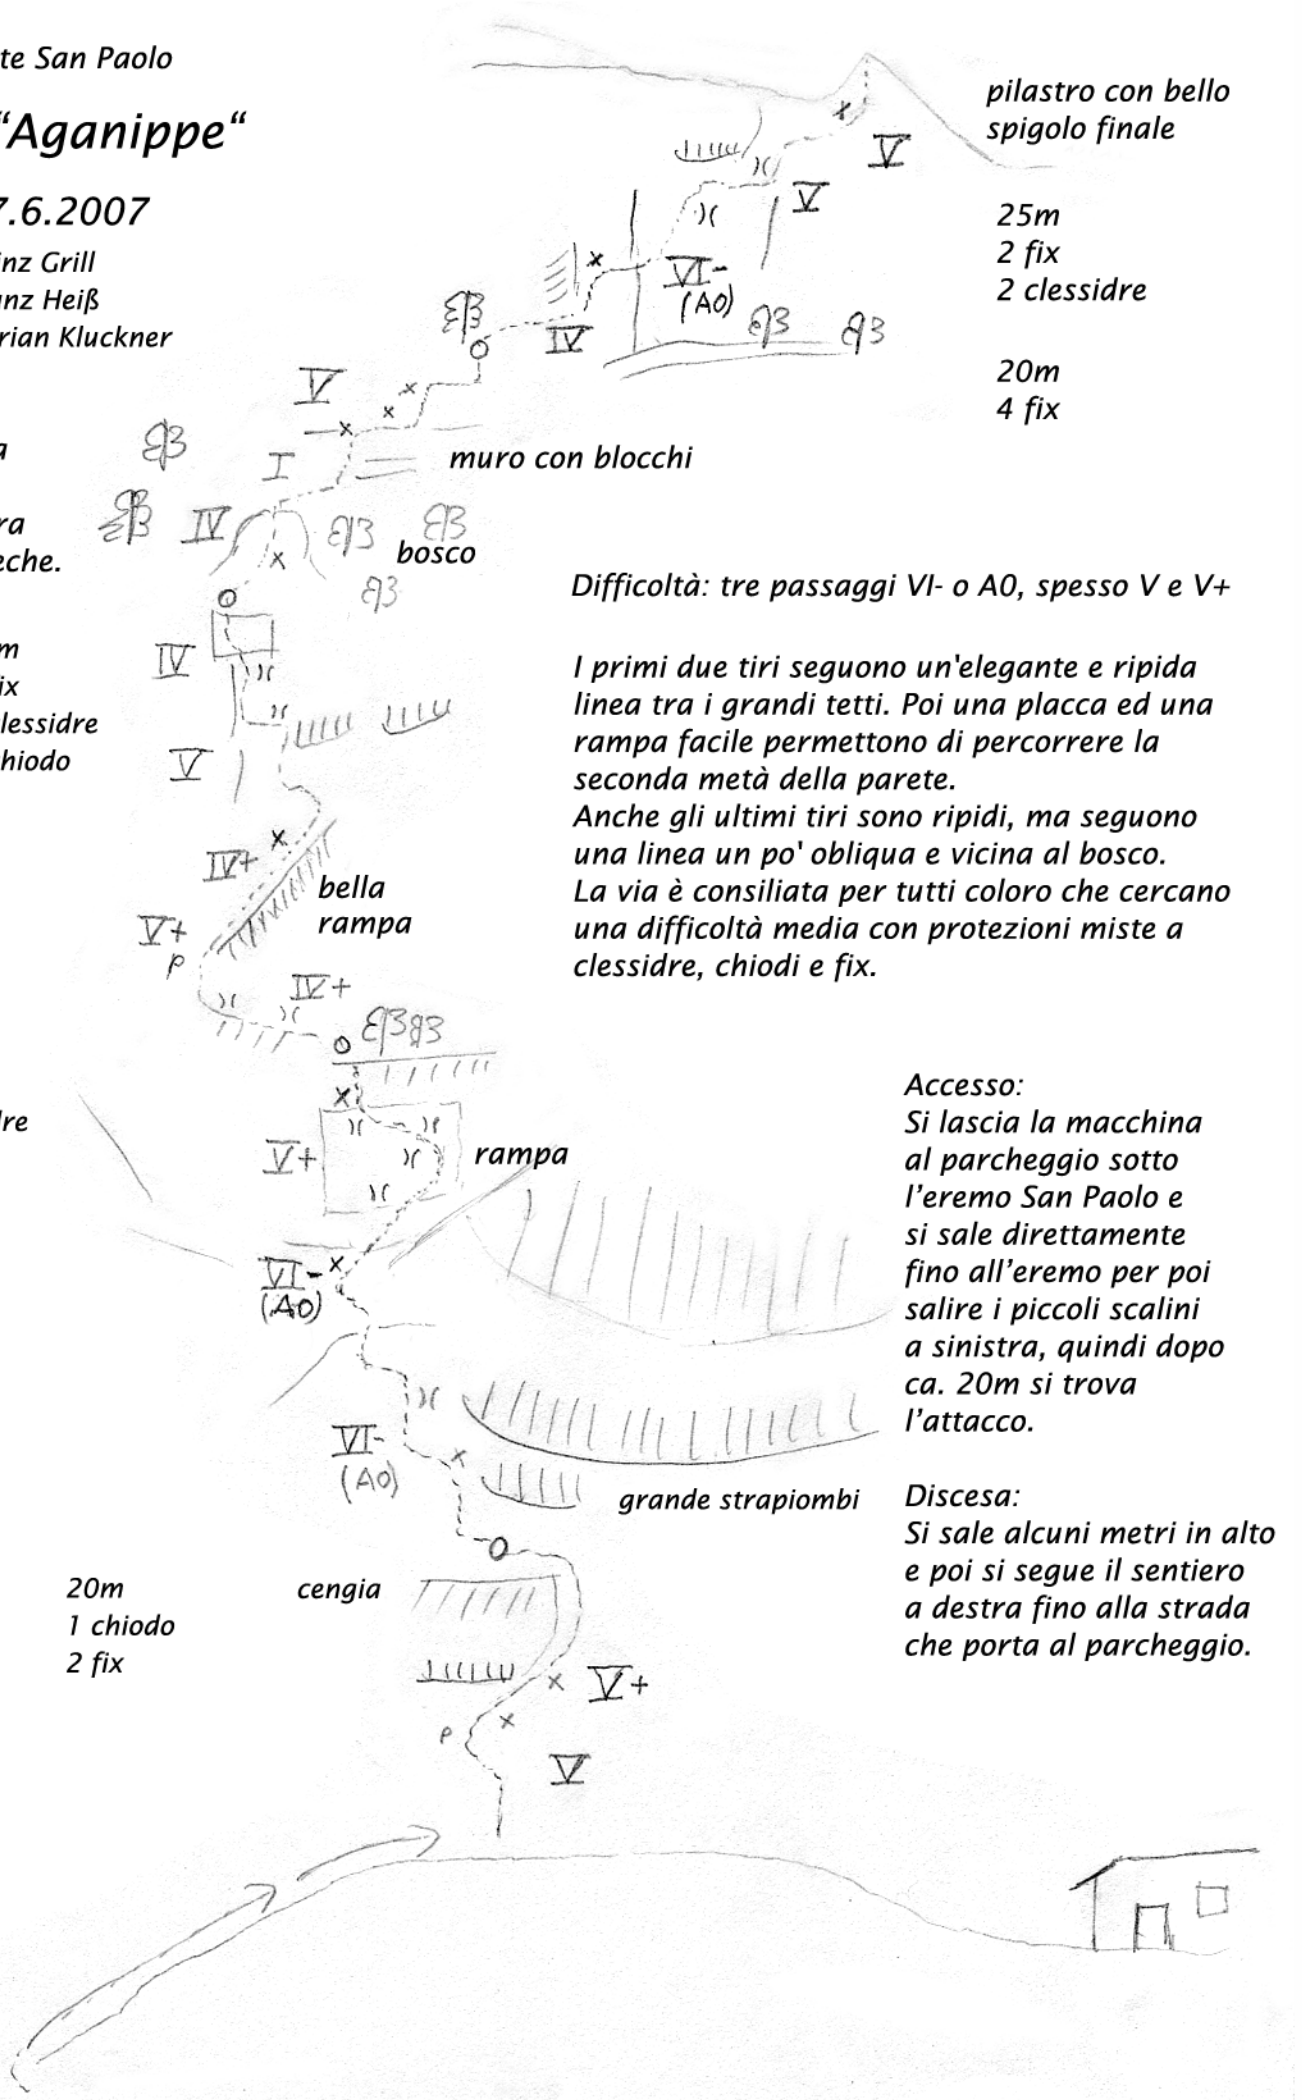 te San Paolo
“Aganippe“
7.6.2007
inz Grill
anz Heiß
rian Kluckner
pilastro con bello
spigolo finale
V
V
25m
2 fix
2 clessidre
VI-
(A0)
IV
20m
4 fix
V
a
I
muro con blocchi
ra
IV
bosco
eche.
Difficoltà: tre passaggi VI- o A0, spesso V e V+
m
ix
lessidre
hiodo
IV
V
I primi due tiri seguono un'elegante e ripida
linea tra i grandi tetti. Poi una placca ed una
rampa facile permettono di percorrere la
seconda metà della parete.
Anche gli ultimi tiri sono ripidi, ma seguono
una linea un po' obliqua e vicina al bosco.
La via è consiliata per tutti coloro che cercano
una difficoltà media con protezioni miste a
clessidre, chiodi e fix.
IV+
bella
rampa
V+
p
IV+
dre
V+
rampa
VI-
(A0)
Accesso:
Si lascia la macchina
al parcheggio sotto
l’eremo San Paolo e
si sale direttamente
fino all’eremo per poi
salire i piccoli scalini
a sinistra, quindi dopo
ca. 20m si trova
l’attacco.
VI-
(A0)
grande strapiombi
Discesa:
Si sale alcuni metri in alto
e poi si segue il sentiero
a destra fino alla strada
che porta al parcheggio.
20m
1 chiodo
2 fix
cengia
V+
p
V